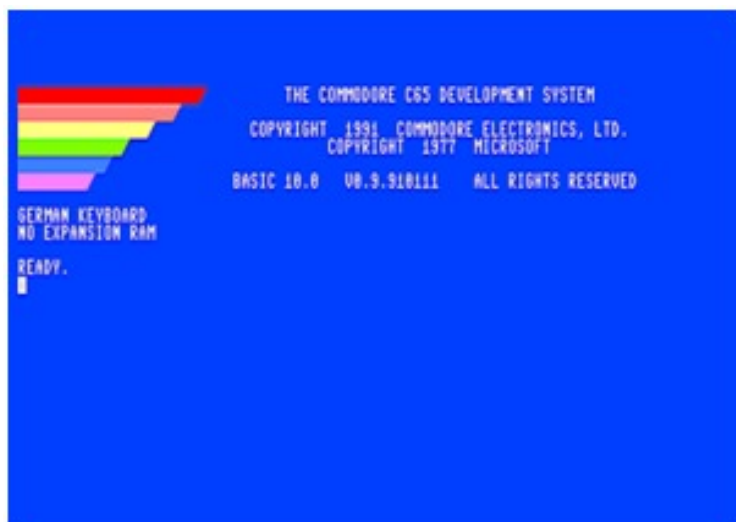 THE COMMODORE C65 DEVELOPMENT SYSTEM
COPYRIGHT 1991 COMMODORE ELECTRONICS, LTD.
COPYRIGHT 1977 MICROSOFT
BASIC 10.0 V0.9.910111 ALL RIGHTS RESERVED
GERMAN KEYBOARD
NO EXPANSION RAM
READY.